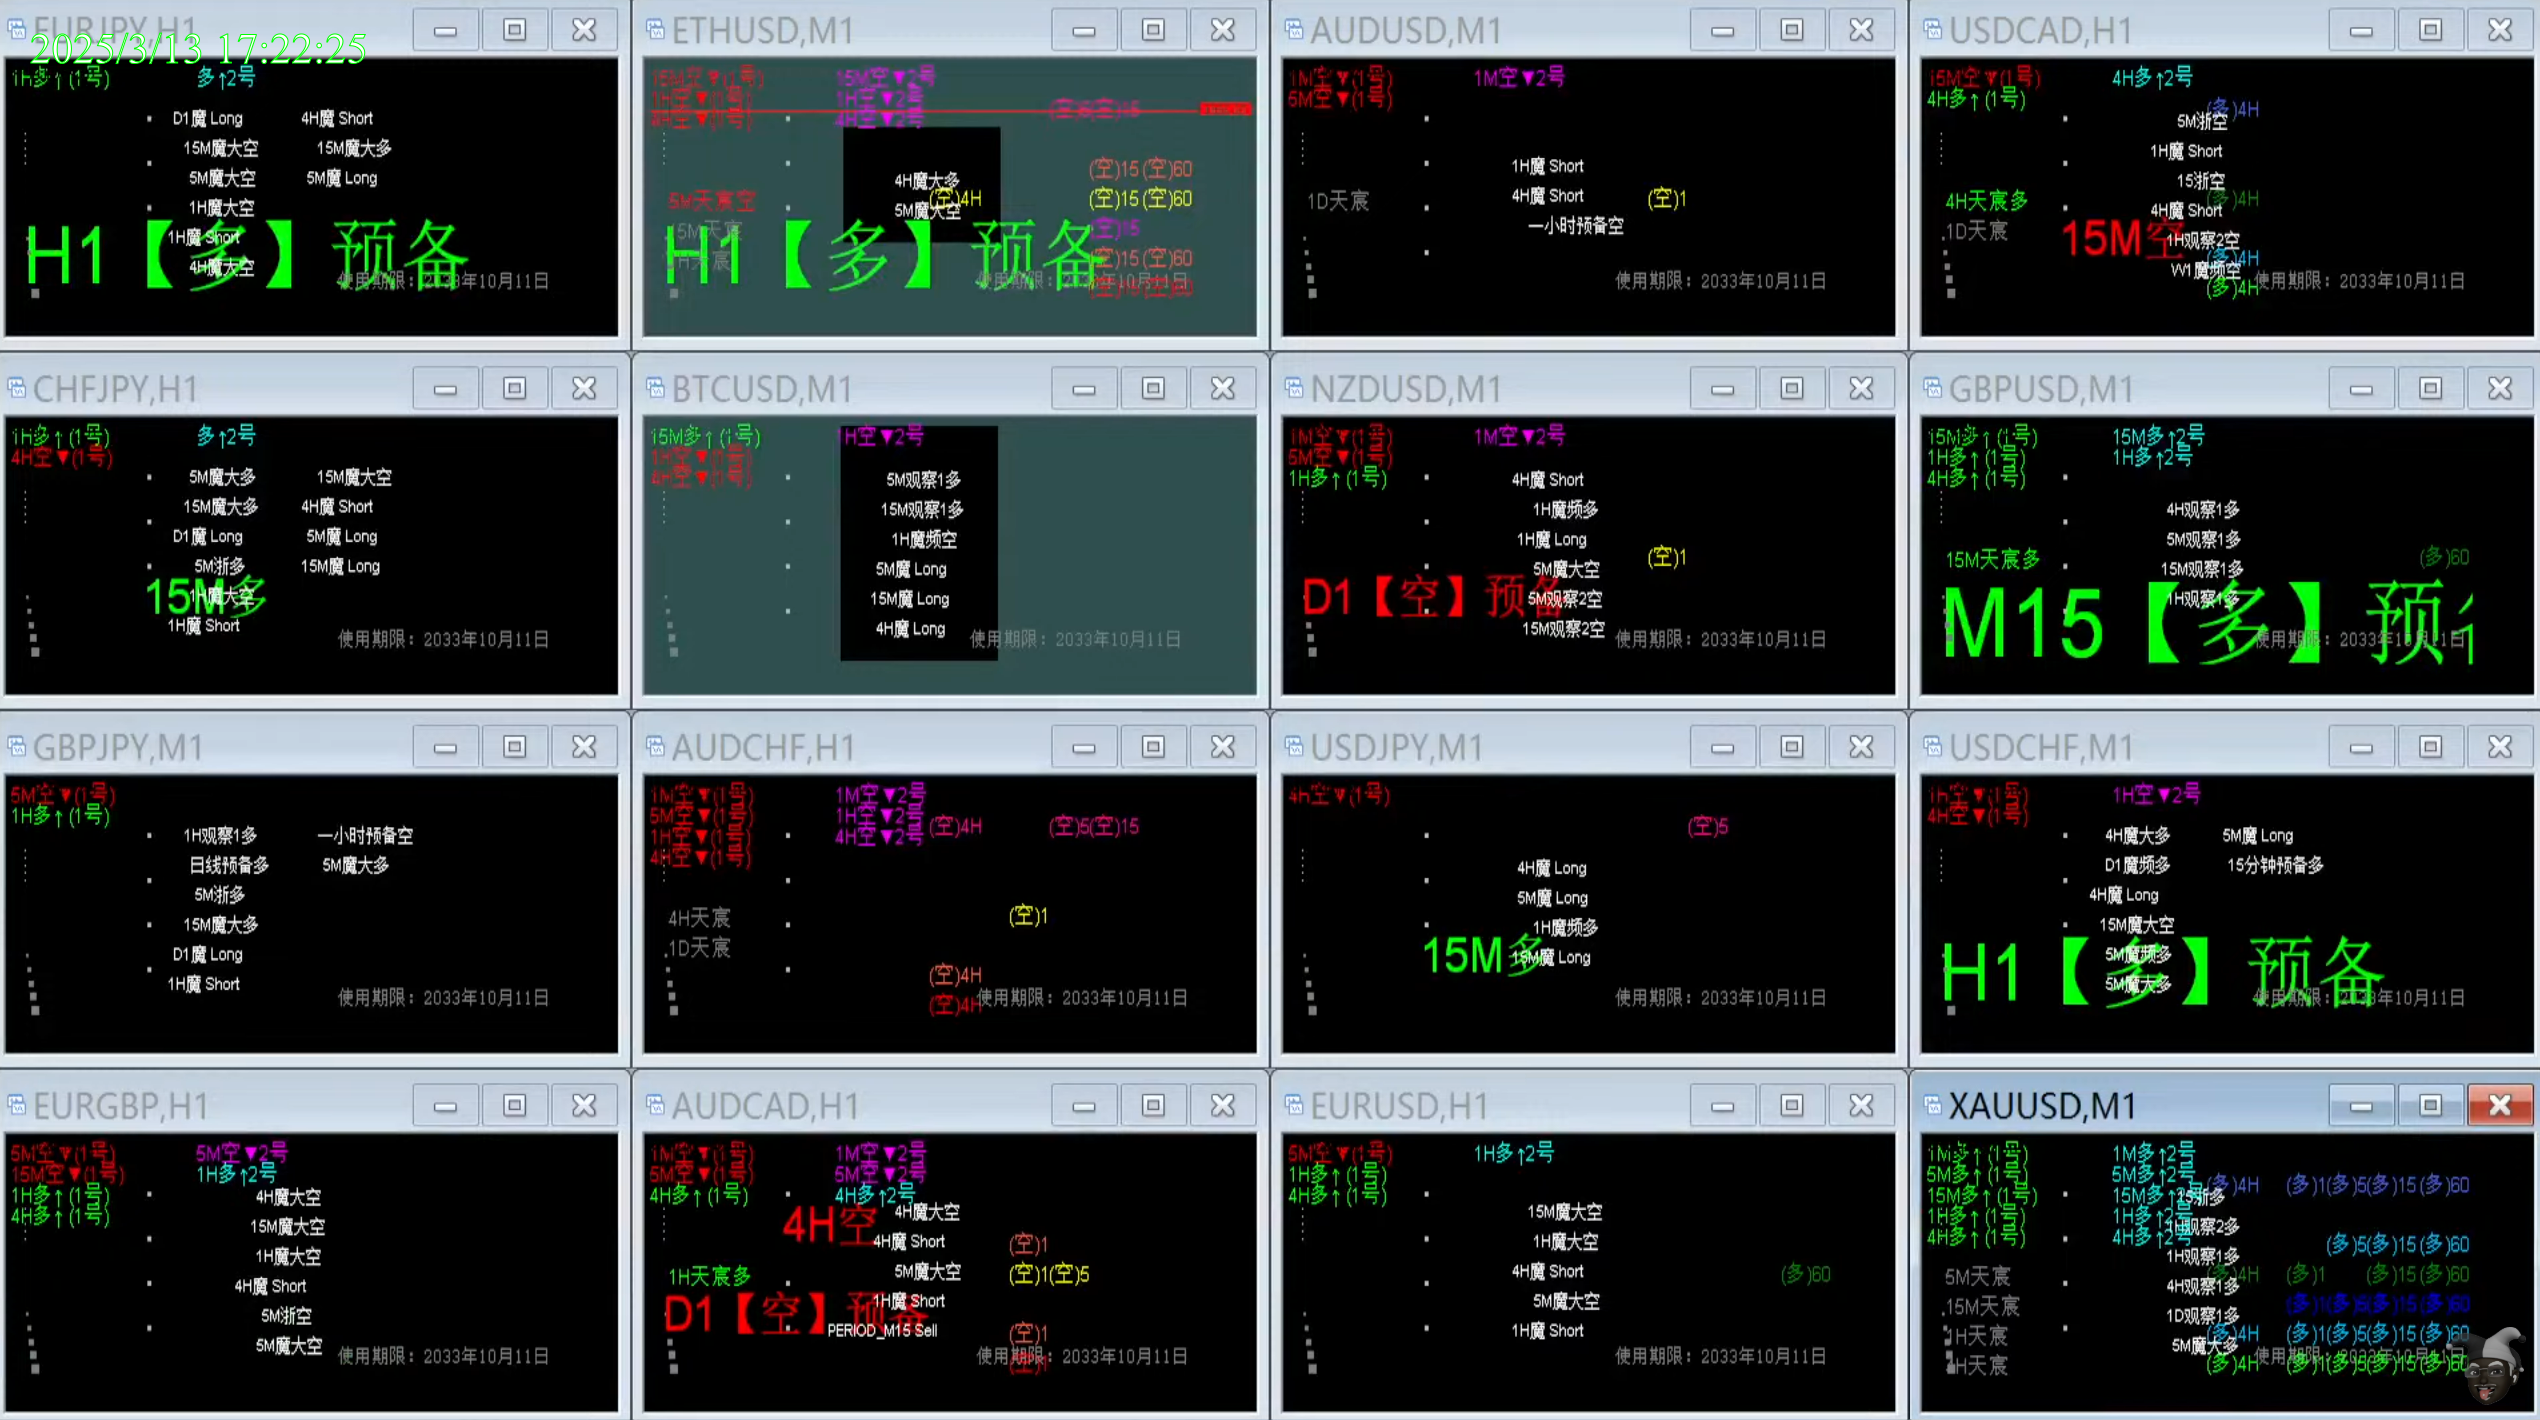 EURJPY,H1
2025/3/13 17:22:25
1H多↑(1号) 多↑2号
D1魔 Long 4H魔 Short
15M魔大空 15M魔大多
5M魔大空 5M魔 Long
1H魔大空
1H魔 Short
H1【多】预备
4H魔大空
使用期限：2033年10月11日
ETHUSD,M1
15M空▼(1号) 15M空▼2号
1H空▼(1号) 1H空▼2号
4H空▼(1号) 4H空▼2号
(空)5(空)15
(空)15(空)60
4H魔大多
5M天宸空 (空)4H (空)15(空)60
5M魔大空
15M天宸 (空)15
H1【多】预备
(空)15(空)60
使用期限：2033年10月11日
AUDUSD,M1
1M空▼(1号) 1M空▼2号
5M空▼(1号)
1H魔 Short
1D天宸 4H魔 Short (空)1
一小时预备空
使用期限：2033年10月11日
USDCAD,H1
15M空▼(1号) 4H多↑2号
4H多↑(1号)
(多)4H
5M浙空
1H魔 Short
15浙空
4H天宸多 (多)4H
4H魔 Short
1D天宸
15M空
1H观察2空
(多)4H
W1魔频空
(多)4H
使用期限：2033年10月11日
CHFJPY,H1
1H多↑(1号) 多↑2号
4H空▼(1号)
5M魔大多 15M魔大空
15M魔大多 4H魔 Short
D1魔 Long 5M魔 Long
5M浙多 15M魔 Long
15M多
1H魔大空
1H魔 Short
使用期限：2033年10月11日
BTCUSD,M1
15M多↑(1号) 1H空▼2号
1H空▼(1号)
4H空▼(1号)
5M观察1多
15M观察1多
1H魔频空
5M魔 Long
15M魔 Long
4H魔 Long
使用期限：2033年10月11日
NZDUSD,M1
1M空▼(1号) 1M空▼2号
5M空▼(1号)
1H多↑(1号)
4H魔 Short
1H魔频多
1H魔 Long
(空)1
5M魔大空
D1【空】预备
5M观察2空
15M观察2空
使用期限：2033年10月11日
GBPUSD,M1
15M多↑(1号) 15M多↑2号
1H多↑(1号) 1H多↑2号
4H多↑(1号)
4H观察1多
5M观察1多
15M天宸多 (多)60
15M观察1多
1H观察1多
M15【多】预
使用期限：2033年10月11日
GBPJPY,M1
5M空▼(1号)
1H多↑(1号)
1H观察1多 一小时预备空
日线预备多 5M魔大多
5M浙多
15M魔大多
D1魔 Long
1H魔 Short
使用期限：2033年10月11日
AUDCHF,H1
1M空▼(1号) 1M空▼2号
5M空▼(1号) 1H空▼2号
1H空▼(1号) 4H空▼2号
4H空▼(1号)
(空)4H (空)5(空)15
4H天宸 (空)1
1D天宸
(空)4H
(空)4H
使用期限：2033年10月11日
USDJPY,M1
4H空▼(1号)
(空)5
4H魔 Long
5M魔 Long
1H魔频多
15M多
15M魔 Long
使用期限：2033年10月11日
USDCHF,M1
1H空▼(1号) 1H空▼2号
4H空▼(1号)
4H魔大多 5M魔 Long
D1魔频多 15分钟预备多
4H魔 Long
15M魔大空
5M魔频多
H1【多】预备
5M魔大多
使用期限：2033年10月11日
EURGBP,H1
5M空▼(1号) 5M空▼2号
15M空▼(1号) 1H多↑2号
1H多↑(1号)
4H多↑(1号)
4H魔大空
15M魔大空
1H魔大空
4H魔 Short
5M浙空
5M魔大空
使用期限：2033年10月11日
AUDCAD,H1
1M空▼(1号) 1M空▼2号
5M空▼(1号) 5M空▼2号
4H多↑(1号) 4H多↑2号
4H魔大空
4H空
4H魔 Short (空)1
1H天宸多 5M魔大空 (空)1(空)5
1H魔 Short
D1【空】预备
PERIOD_M15 Sell (空)1
(空)1
使用期限：2033年10月11日
EURUSD,H1
5M空▼(1号) 1H多↑2号
1H多↑(1号)
4H多↑(1号)
15M魔大空
1H魔大空
4H魔 Short (多)60
5M魔大空
1H魔 Short
使用期限：2033年10月11日
XAUUSD,M1
1M多↑(1号) 1M多↑2号
5M多↑(1号) 5M多↑2号
15M多↑(1号) 15M多↑2号
1H多↑(1号) 1H多↑2号
4H多↑(1号) 4H多↑2号
(多)4H (多)1(多)5(多)15(多)60
15浙多
1H观察2多
(多)5(多)15(多)60
1H观察1多
5M天宸 (多)4H (多)1 (多)15(多)60
4H观察1多
15M天宸 (多)1(多)5(多)15(多)60
1D观察1多
1H天宸 (多)4H (多)1(多)5(多)15(多)60
5M魔大多
4H天宸 (多)4H (多)1(多)5(多)15(多)60